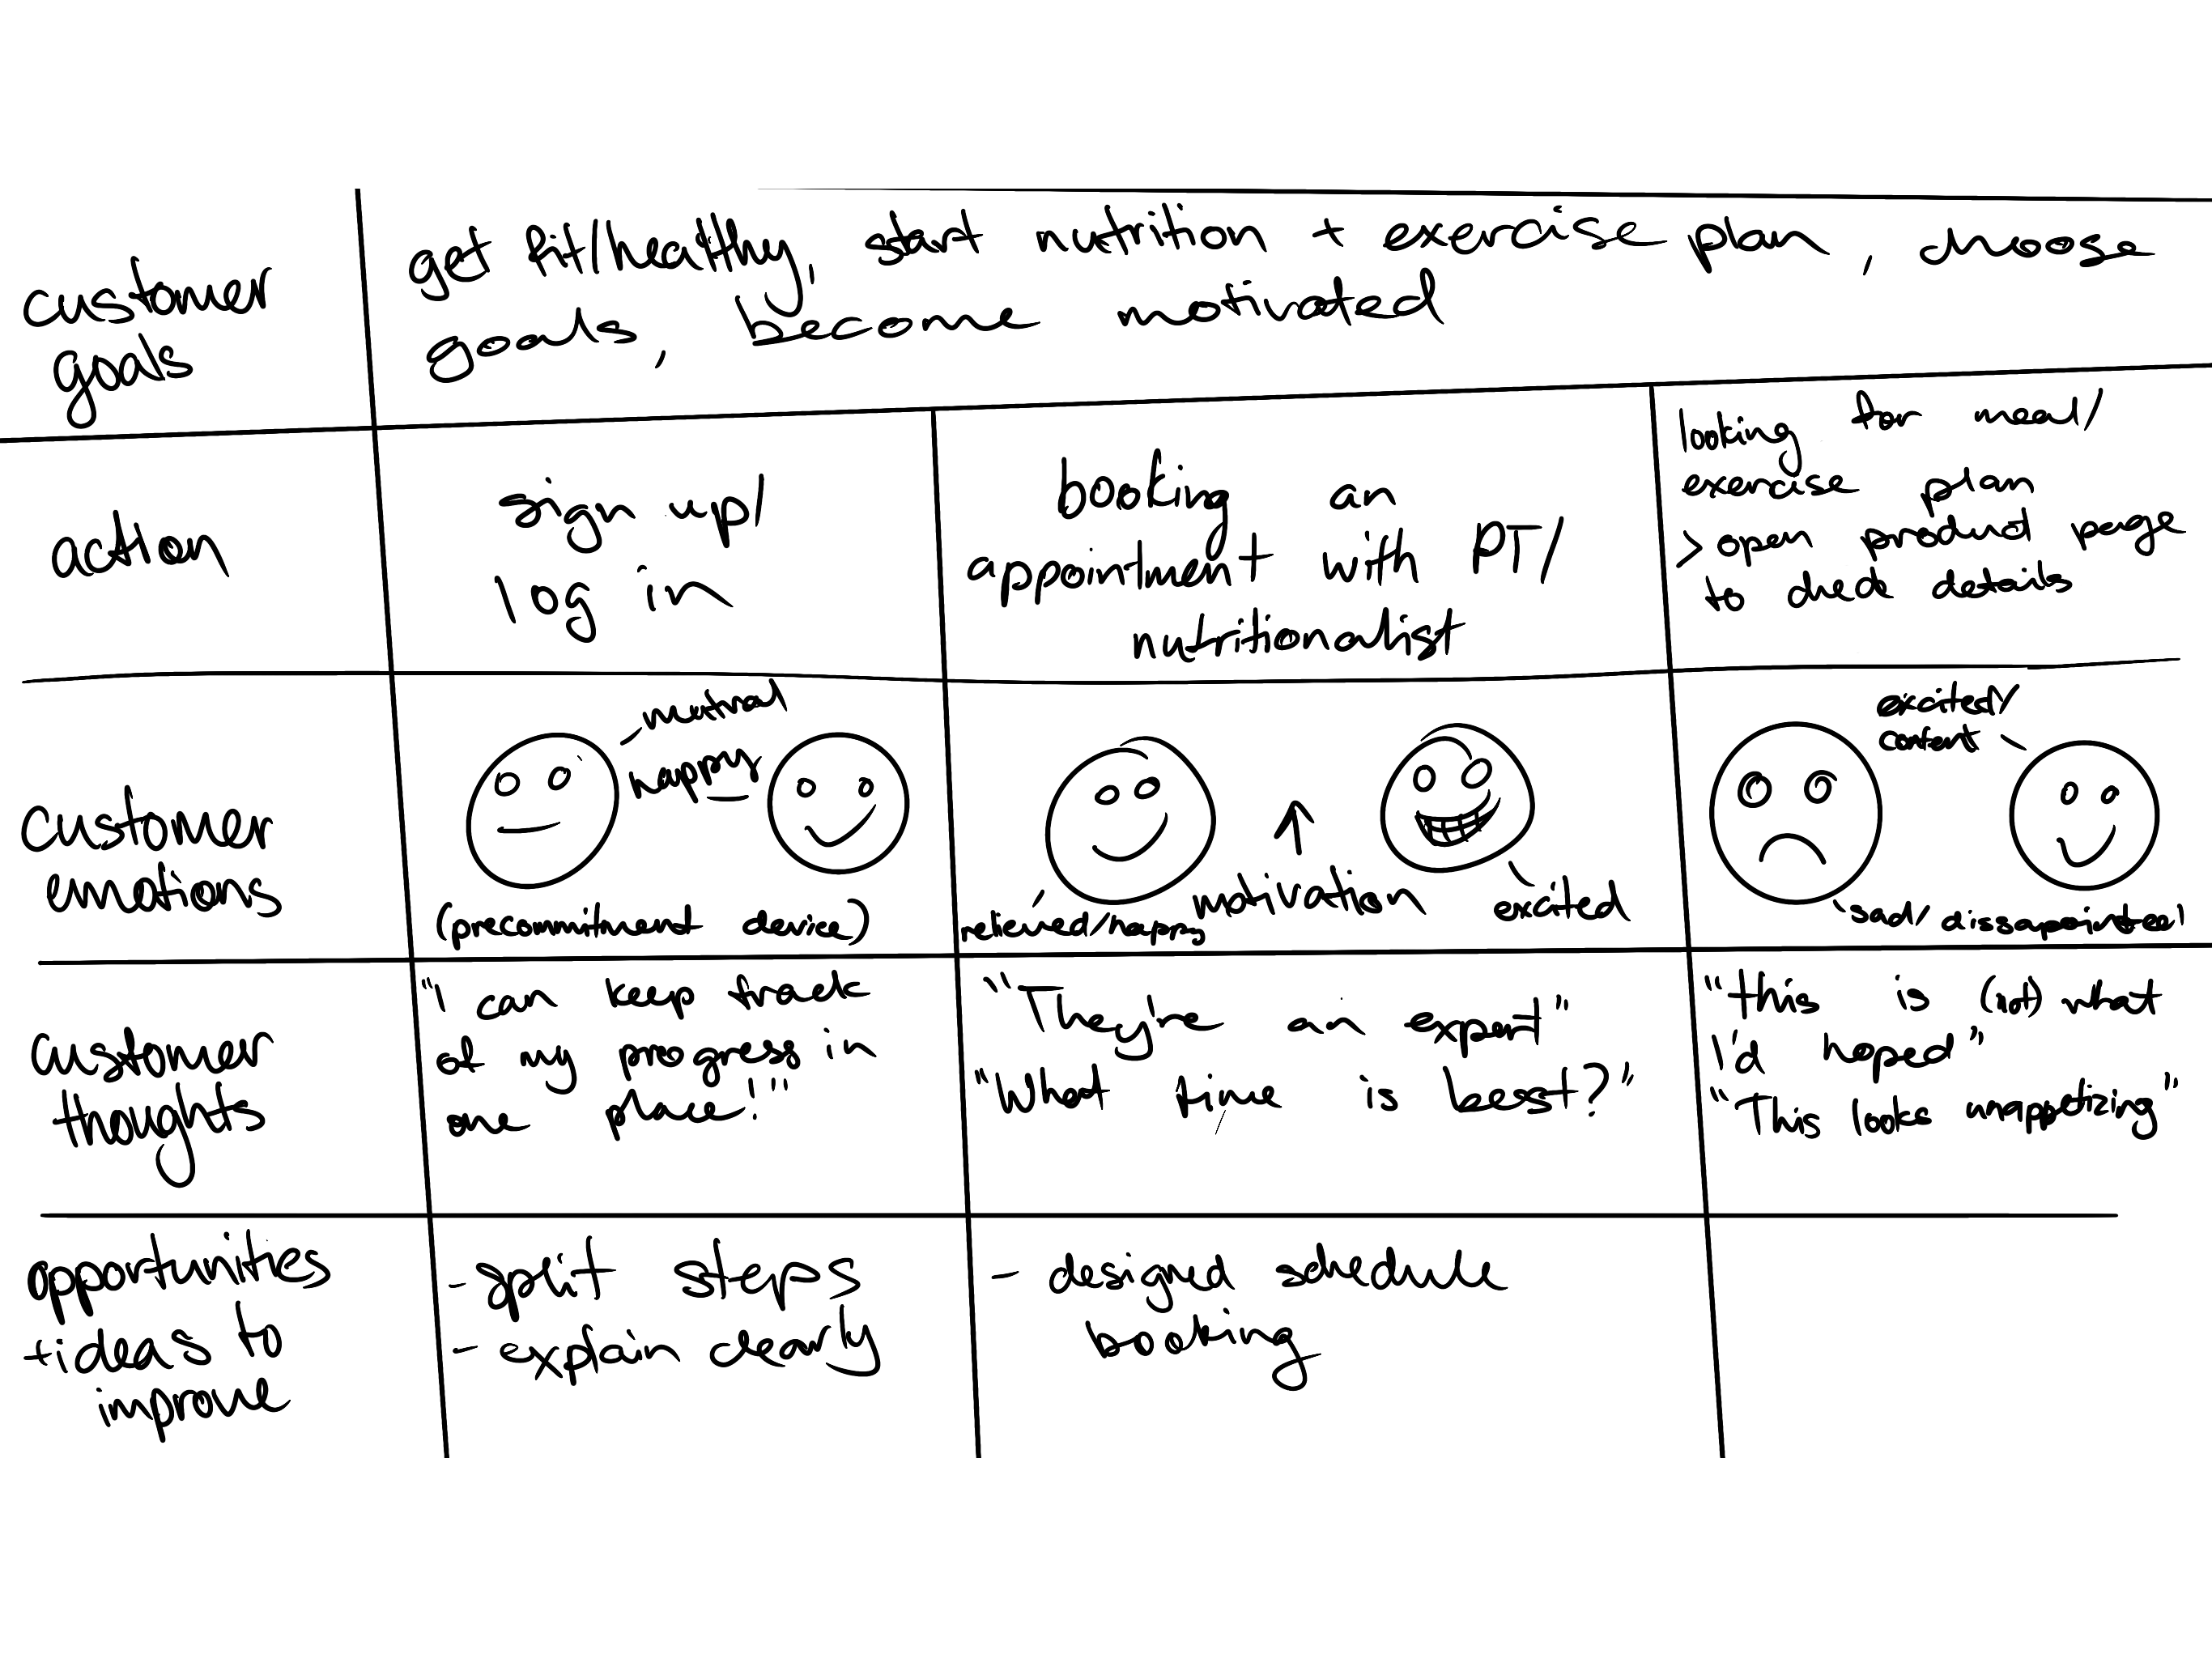 customer
goals
get fit/healthy, start nutrition + exercise plan, choose
goals, become motivated
action
sign up/
log in
booking an
appointment with PT/
nutritionalist
looking for meal/
exercise plan
> open product page
to check details
customer
emotions
neutral
happy
(precommitment device)
relieved/happy
↑
motivation
excited
excited/
content
sad/dissapointed
customer
thoughts
"I can keep track
of my progress in
one place!"
"They're an expert"
"What time is best?"
"this is (not) what
I'd hoped"
"This looks unappetizing"
opportunities
+ideas to
improve
- split steps
- explain clearly
- designed schedule
booking